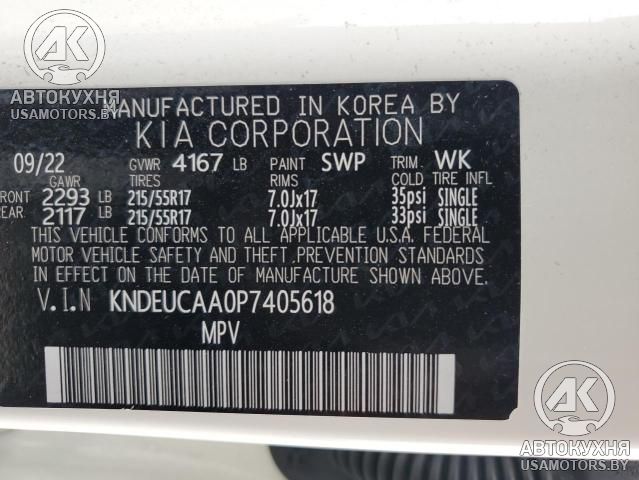 АВТОКУХНЯ
USAMOTORS.BY
MANUFACTURED IN KOREA BY
KIA CORPORATION
09/22 GVWR 4167 LB PAINT SWP TRIM WK
GAWR TIRES RIMS COLD TIRE INFL
FRONT 2293 LB 215/55R17 7.0Jx17 35psi SINGLE
REAR 2117 LB 215/55R17 7.0Jx17 33psi SINGLE
THIS VEHICLE CONFORMS TO ALL APPLICABLE U.S.A. FEDERAL
MOTOR VEHICLE SAFETY AND THEFT PREVENTION STANDARDS
IN EFFECT ON THE DATE OF MANUFACTURE SHOWN ABOVE.
V.I.N KNDEUCAA0P7405618
MPV
AK
АВТОКУХНЯ
USAMOTORS.BY